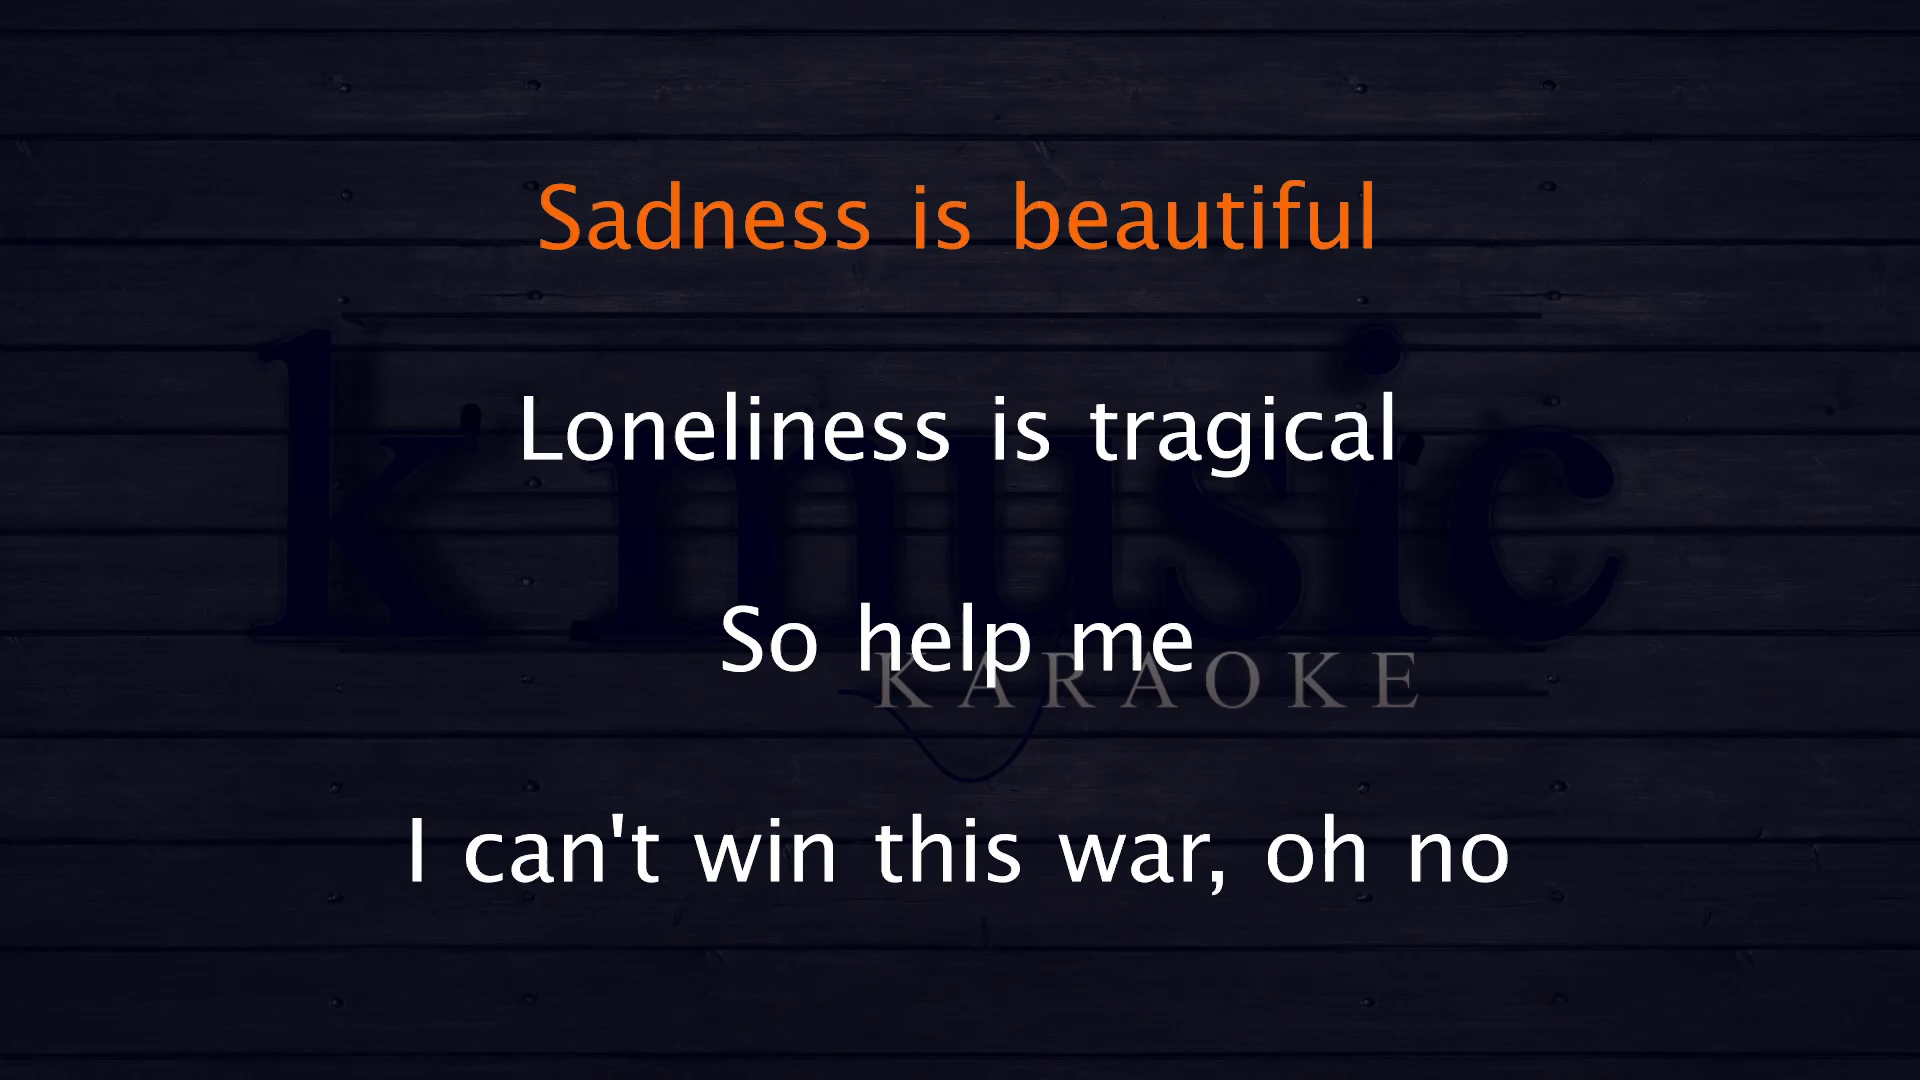 Sadness is beautiful
Loneliness is tragical
k music
So help me
KARAOKE
I can't win this war, oh no